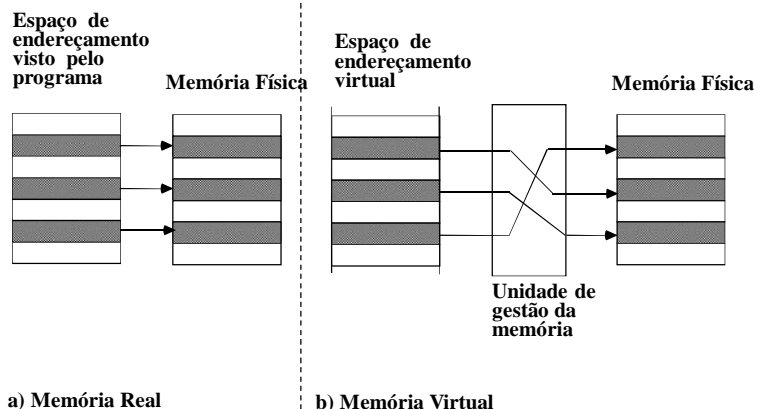 Espaço de
endereçamento
visto pelo
programa
Memória Física
Espaço de
endereçamento
virtual
Memória Física
Unidade de
gestão da
memória
a) Memória Real
b) Memória Virtual